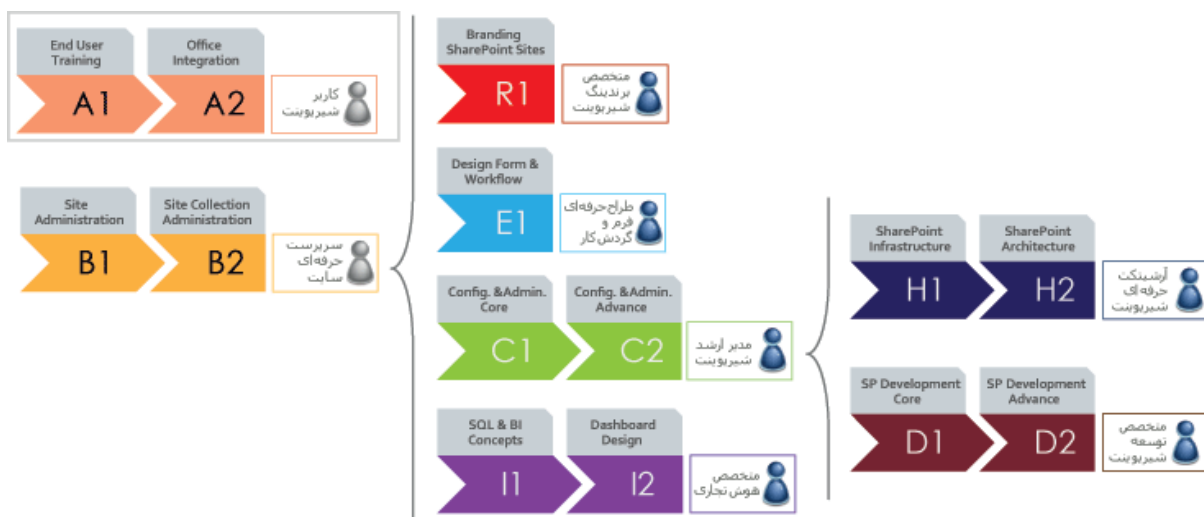 End User
Training
A1
Office
Integration
A2
کاربر
شیرپوینت
Site
Administration
B1
Site Collection
Administration
B2
سرپرست
حرفه‌ای
سایت
Branding
SharePoint Sites
R1
متخصص
برندینگ
شیرپوینت
Design Form &
Workflow
E1
طراح حرفه‌ای
فرم و
گردش کار
Config. &Admin.
Core
C1
Config. &Admin.
Advance
C2
مدیر ارشد
شیرپوینت
SQL & BI
Concepts
I1
Dashboard
Design
I2
متخصص
هوش تجاری
SharePoint
Infrastructure
H1
SharePoint
Architecture
H2
آرشیتکت
حرفه ای
شیرپوینت
SP Development
Core
D1
SP Development
Advance
D2
متخصص
توسعه
شیرپوینت